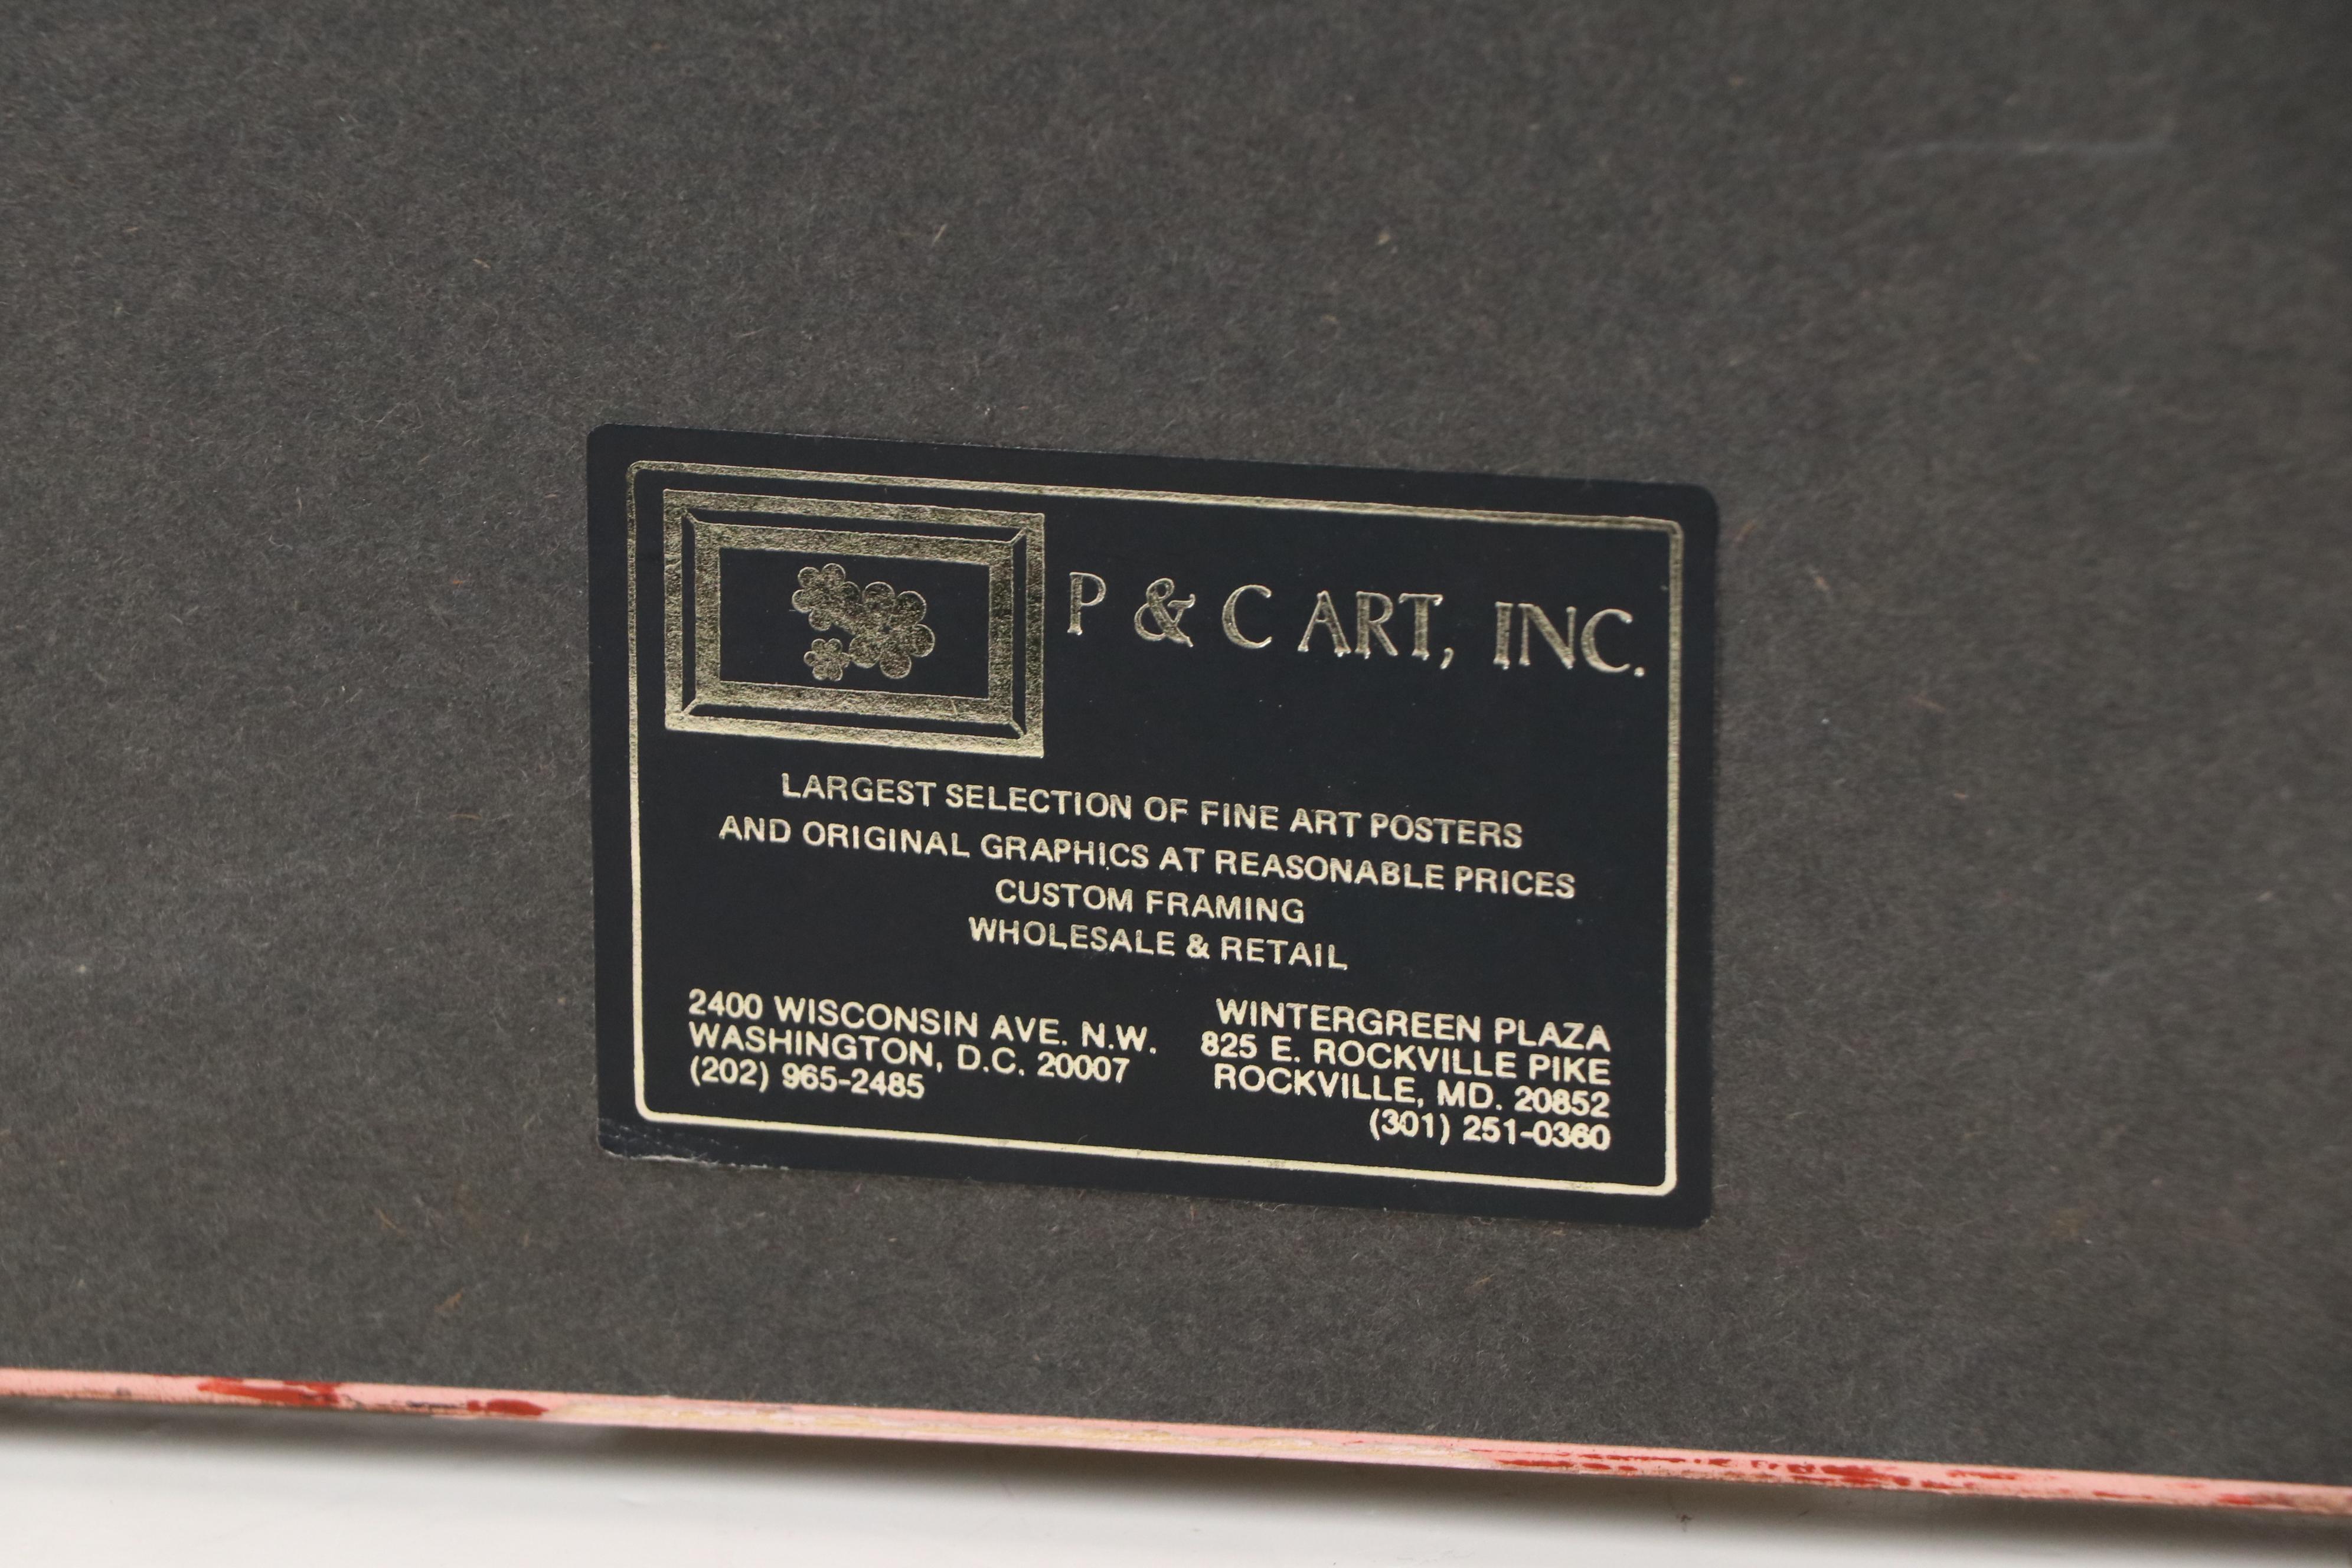 P & C ART, INC.
LARGEST SELECTION OF FINE ART POSTERS
AND ORIGINAL GRAPHICS AT REASONABLE PRICES
CUSTOM FRAMING
WHOLESALE & RETAIL
2400 WISCONSIN AVE. N.W.
WASHINGTON, D.C. 20007
(202) 965-2485
WINTERGREEN PLAZA
825 E. ROCKVILLE PIKE
ROCKVILLE, MD. 20852
(301) 251-0360